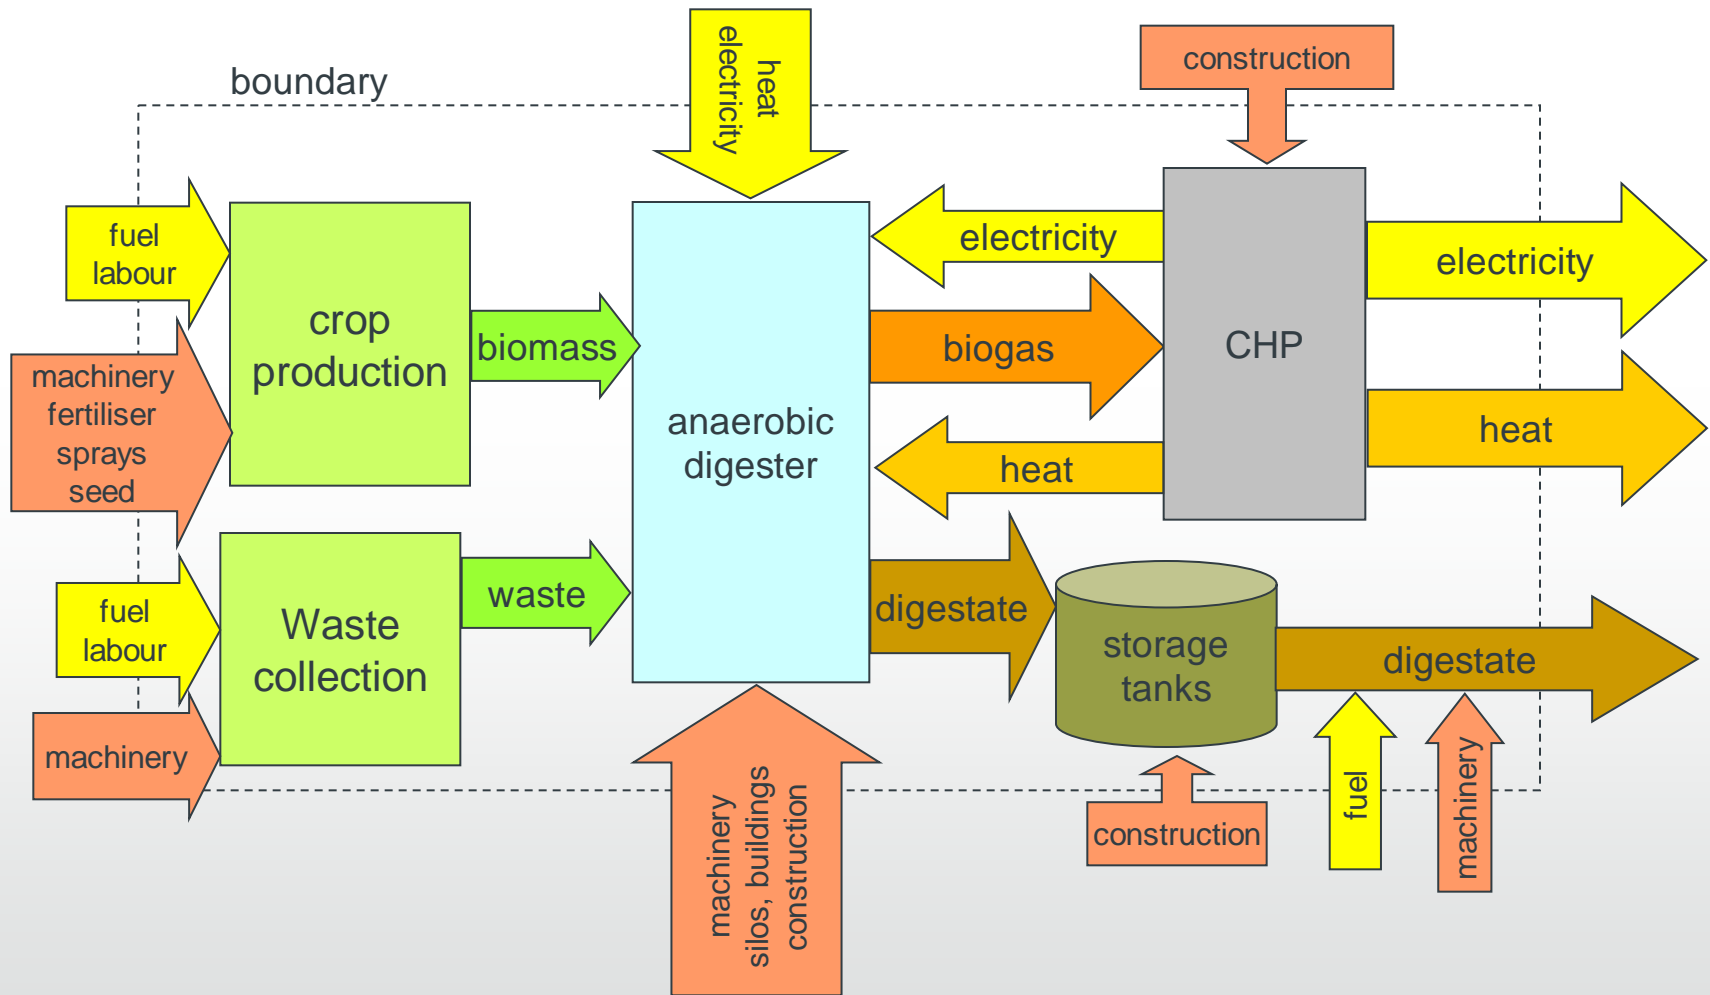 boundary
heat
electricity
construction
fuel
labour
crop
production
biomass
machinery
fertiliser
sprays
seed
anaerobic
digester
electricity
biogas
heat
CHP
electricity
heat
fuel
labour
Waste
collection
waste
machinery
digestate
storage
tanks
digestate
machinery
silos, buildings
construction
construction
fuel
machinery